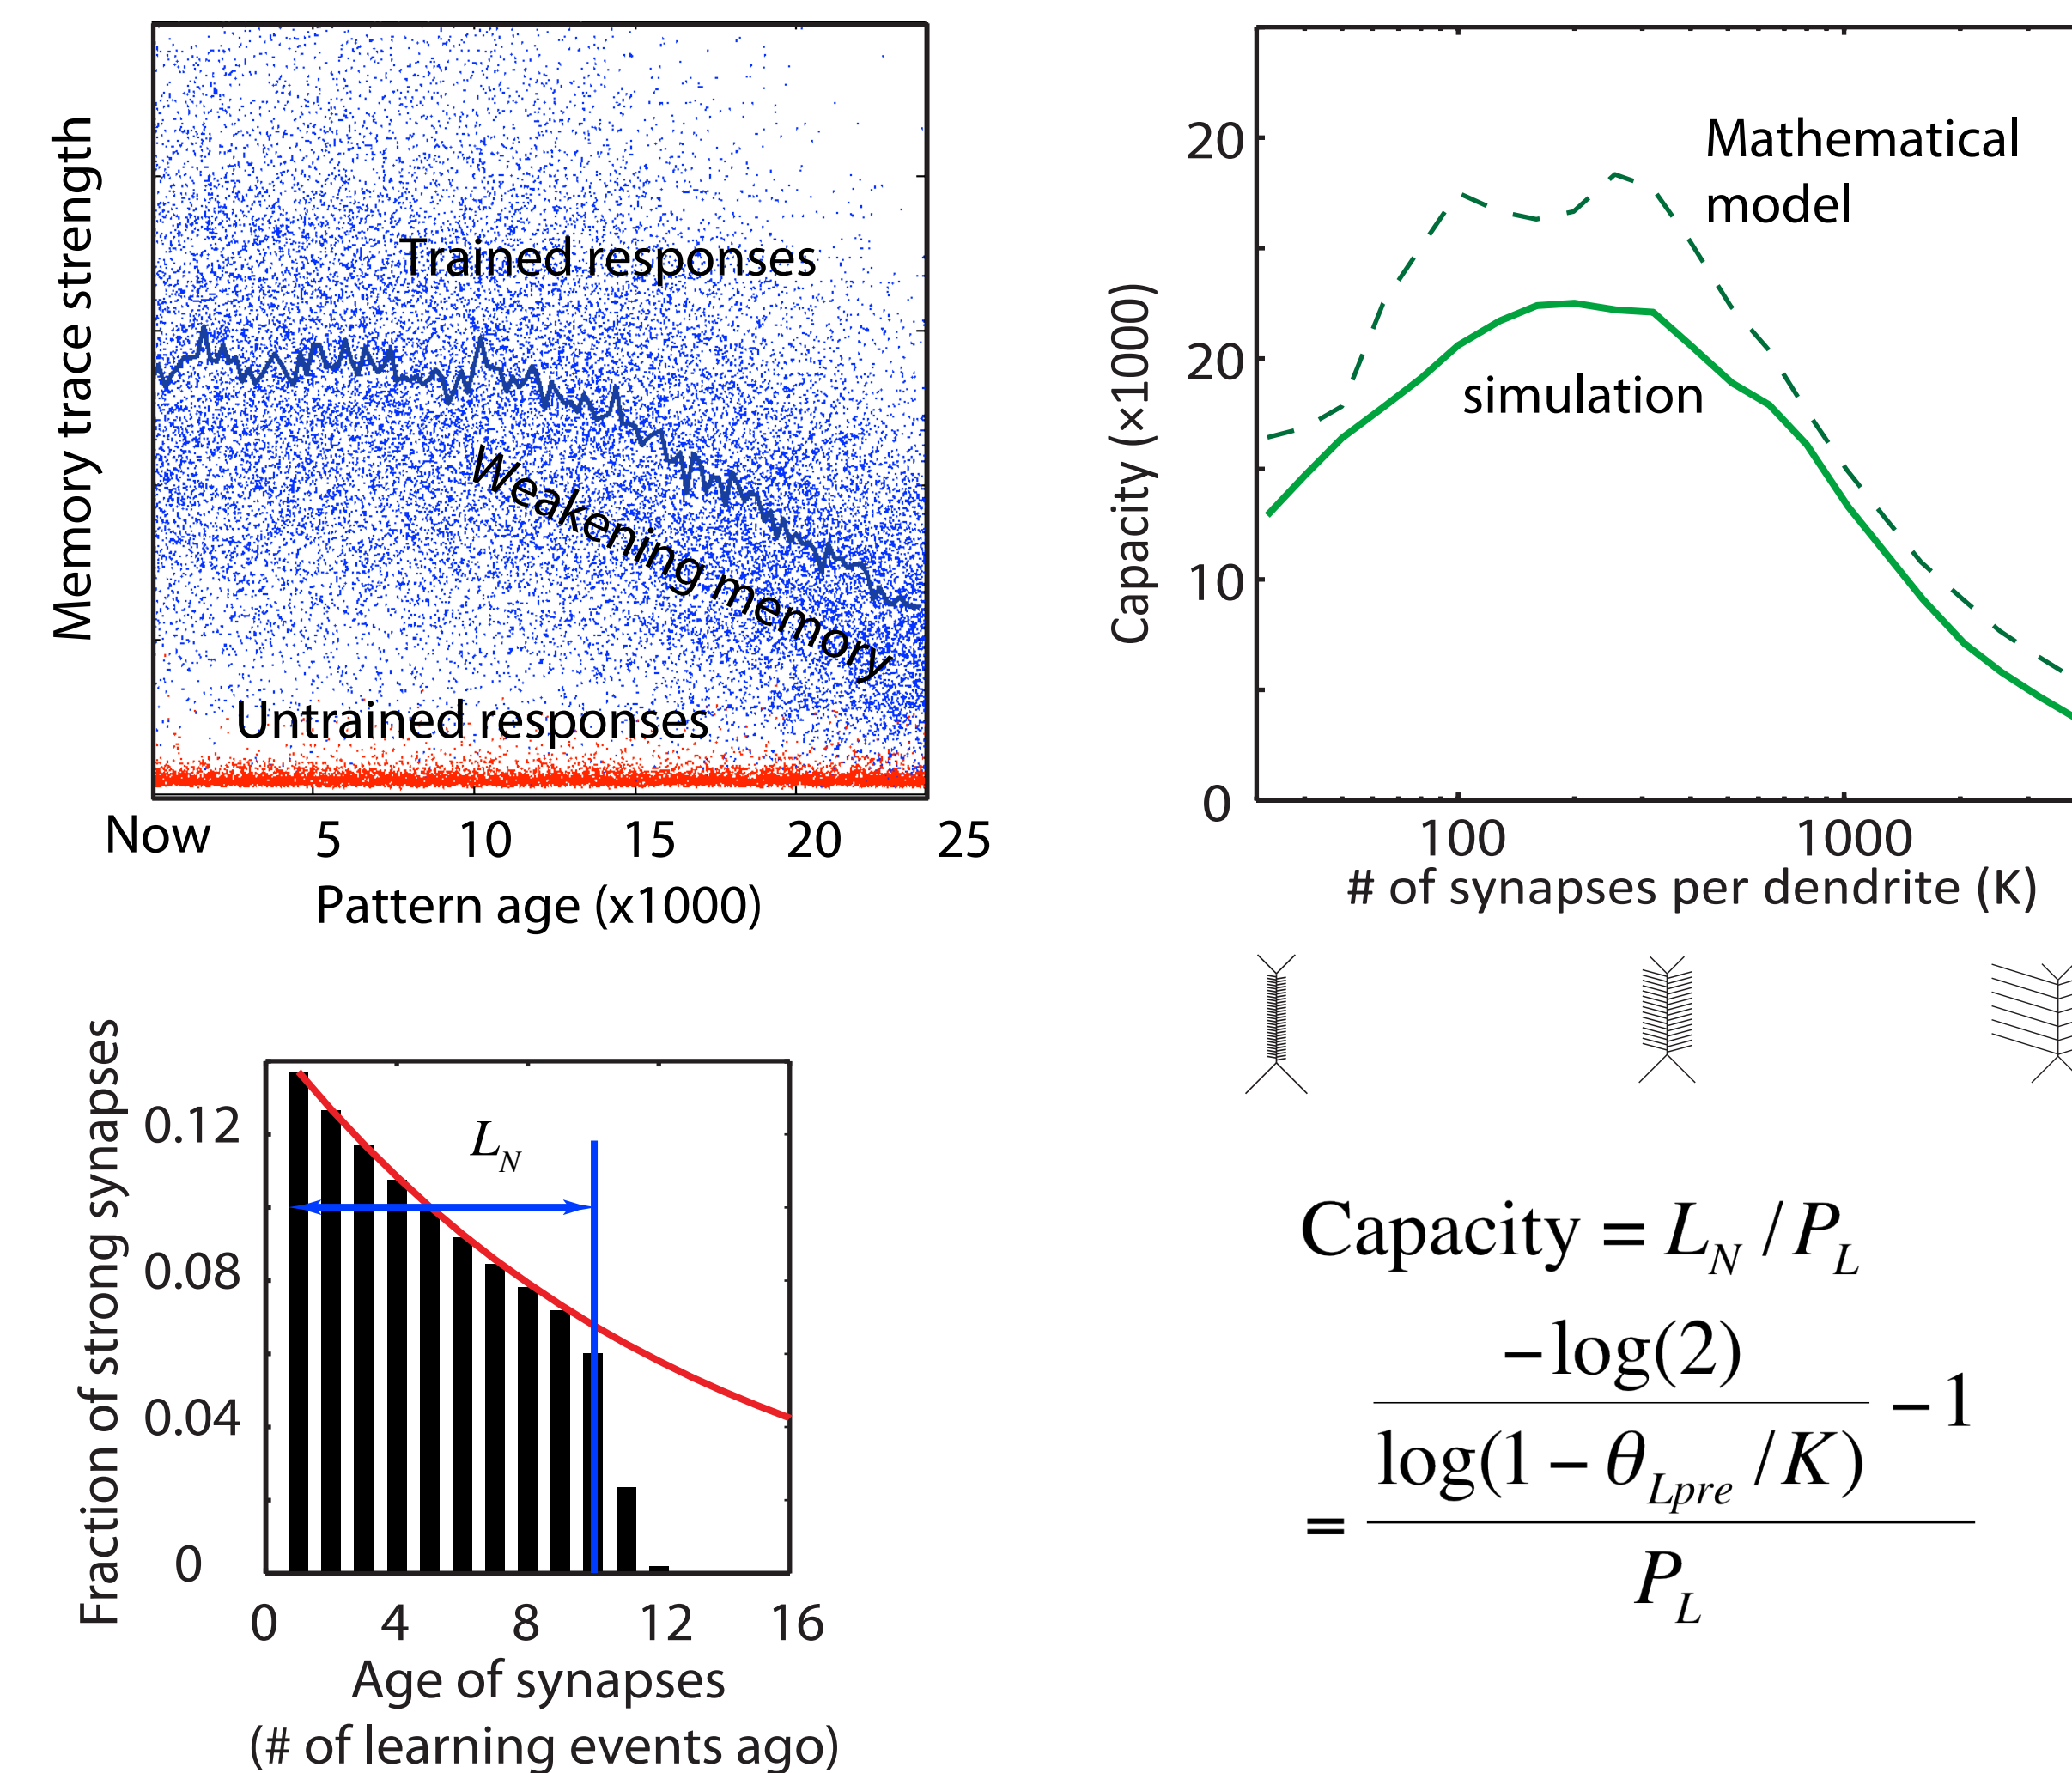 Memory trace strength
Trained responses
Weakening memory
Untrained responses
Now 5 10 15 20 25
Pattern age (x1000)
Capacity (×1000)
20
20
10
0
Mathematical
model
simulation
100 1000
# of synapses per dendrite (K)
Fraction of strong synapses
0.12
0.08
0.04
0
L_N
0 4 8 12 16
Age of synapses
(# of learning events ago)
Capacity = L_N / P_L
−log(2)
log(1 − θ_Lpre / K) − 1
=
P_L